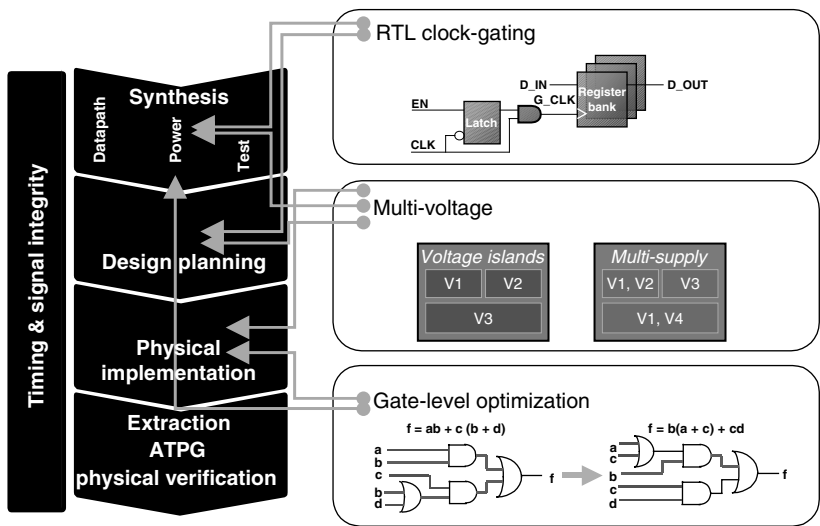 Timing & signal integrity
Synthesis
Datapath
Power
Test
Design planning
Physical
implementation
Extraction
ATPG
physical verification
RTL clock-gating
D_IN
D_OUT
Register
bank
EN
G_CLK
Latch
CLK
Multi-voltage
Voltage islands
V1
V2
V3
Multi-supply
V1, V2
V3
V1, V4
Gate-level optimization
f = ab + c (b + d)
a
b
c
b
d
f
f = b(a + c) + cd
a
c
b
c
d
f